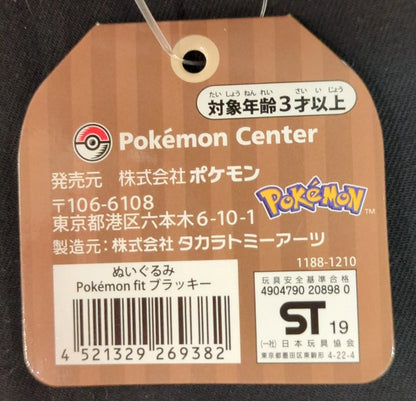 たいしょうねんれい さい いじょう
対象年齢3才以上
Pokémon Center
発売元 株式会社ポケモン
〒106-6108
東京都港区六本木6-10-1
POKéMON™
製造元：株式会社 タカラトミーアーツ
1188-1210
ぬいぐるみ
Pokémon fit ブラッキー
4 521329 269382
玩具安全基準合格
4904790 20898 0
ST 19
(一社)日本玩具協会
東京都墨田区東駒形 4-22-4